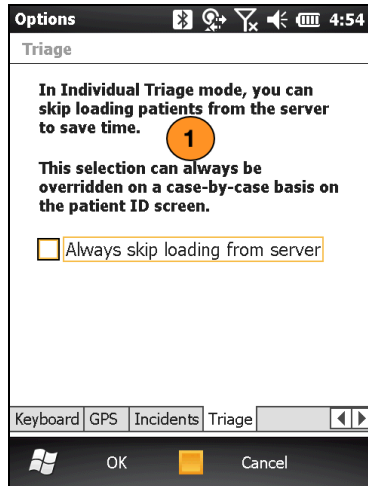 Options 4:54
Triage
In Individual Triage mode, you can
skip loading patients from the server
to save time.
1
This selection can always be
overridden on a case-by-case basis on
the patient ID screen.
Always skip loading from server
Keyboard GPS Incidents Triage
OK Cancel